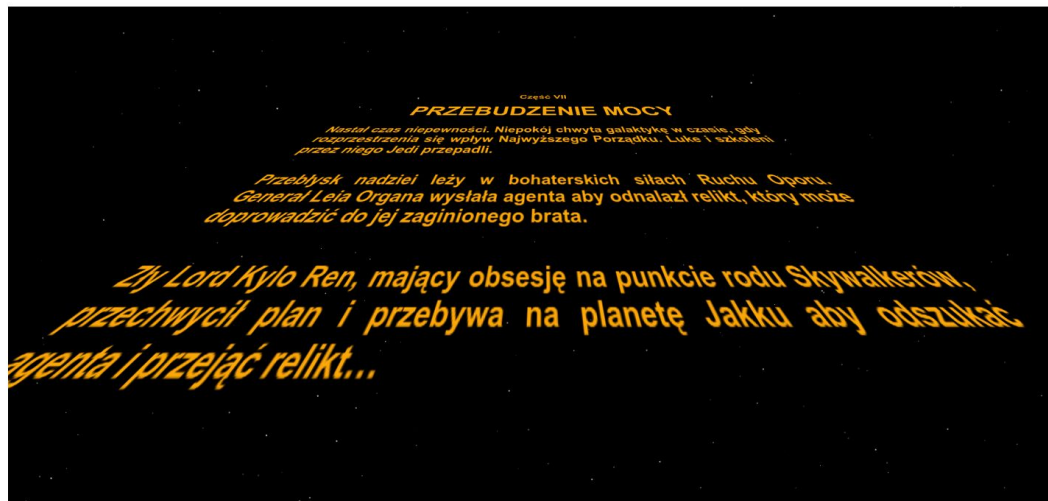 Część VII
PRZEBUDZENIE MOCY
Nastał czas niepewności. Niepokój chwyta galaktykę w czasie, gdy
rozprzestrzenia się wpływ Najwyższego Porządku. Luke i szkoleni
przez niego Jedi przepadli.
Przebłysk nadziei leży w bohaterskich siłach Ruchu Oporu.
Generał Leia Organa wysłała agenta aby odnalazł relikt, który może
doprowadzić do jej zaginionego brata.
Zły Lord Kylo Ren, mający obsesję na punkcie rodu Skywalkerów,
przechwycił plan i przebywa na planetę Jakku aby odszukać
agenta i przejąć relikt...